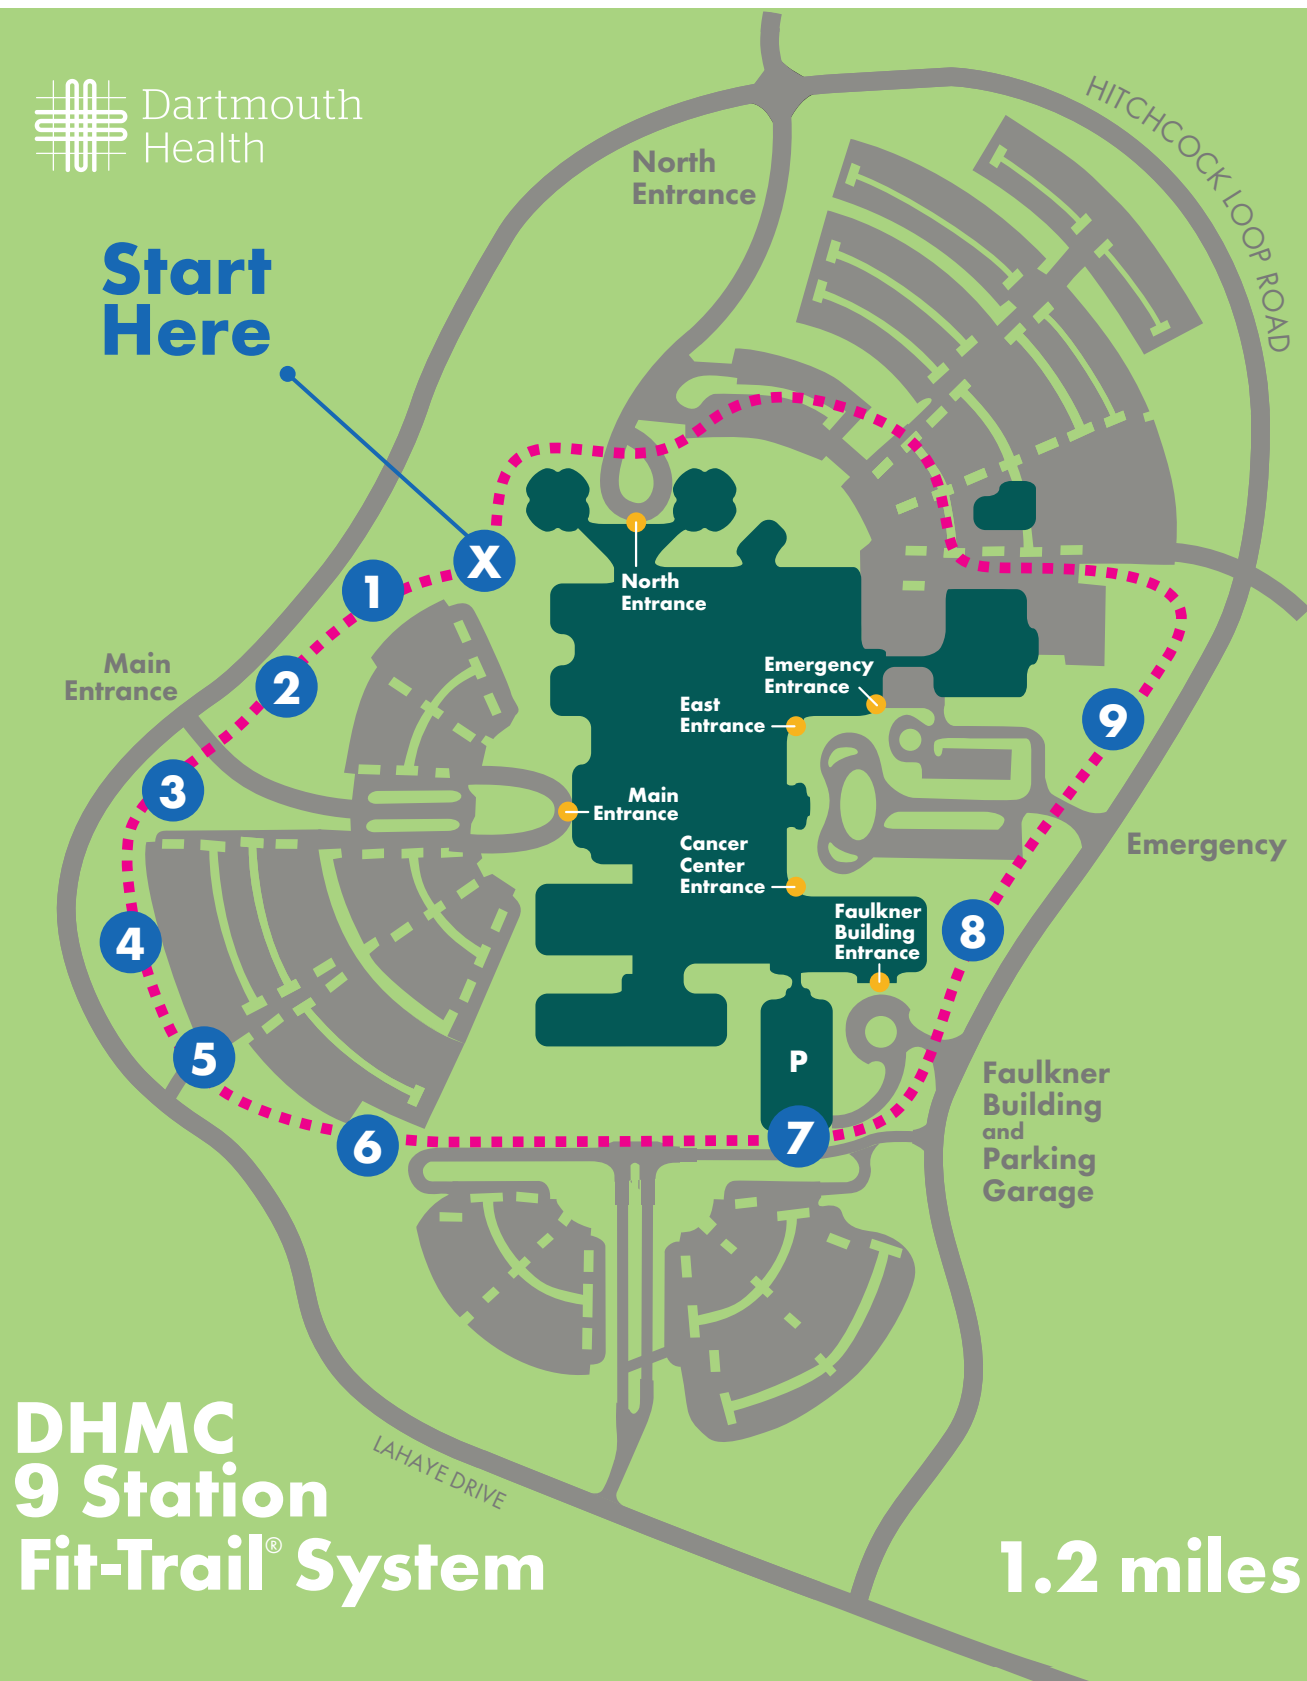 Dartmouth
Health
HITCHCOCK LOOP ROAD
North
Entrance
Start
Here
X
1
North
Entrance
Main
Entrance
2
Emergency
Entrance
East
Entrance
9
3
Main
Entrance
Cancer
Center
Entrance
Emergency
Faulkner
Building
Entrance
8
4
5
P
Faulkner
Building
and
Parking
Garage
6
7
DHMC
9 Station
Fit-Trail® System
LAHAYE DRIVE
1.2 miles